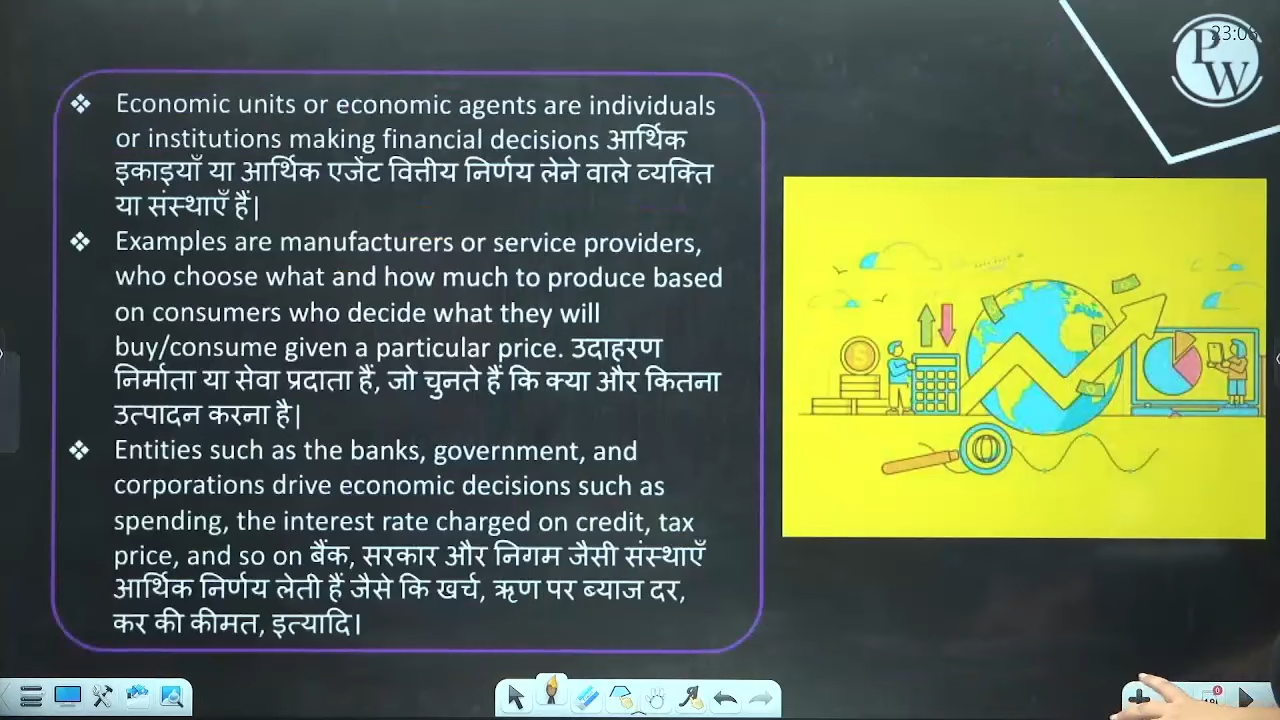 23:06
PW
❖ Economic units or economic agents are individuals
or institutions making financial decisions आर्थिक
इकाइयाँ या आर्थिक एजेंट वित्तीय निर्णय लेने वाले व्यक्ति
या संस्थाएँ हैं|
❖ Examples are manufacturers or service providers,
who choose what and how much to produce based
on consumers who decide what they will
buy/consume given a particular price. उदाहरण
निर्माता या सेवा प्रदाता हैं, जो चुनते हैं कि क्या और कितना
उत्पादन करना है|
❖ Entities such as the banks, government, and
corporations drive economic decisions such as
spending, the interest rate charged on credit, tax
price, and so on बैंक, सरकार और निगम जैसी संस्थाएँ
आर्थिक निर्णय लेती हैं जैसे कि खर्च, ऋण पर ब्याज दर,
कर की कीमत, इत्यादि।